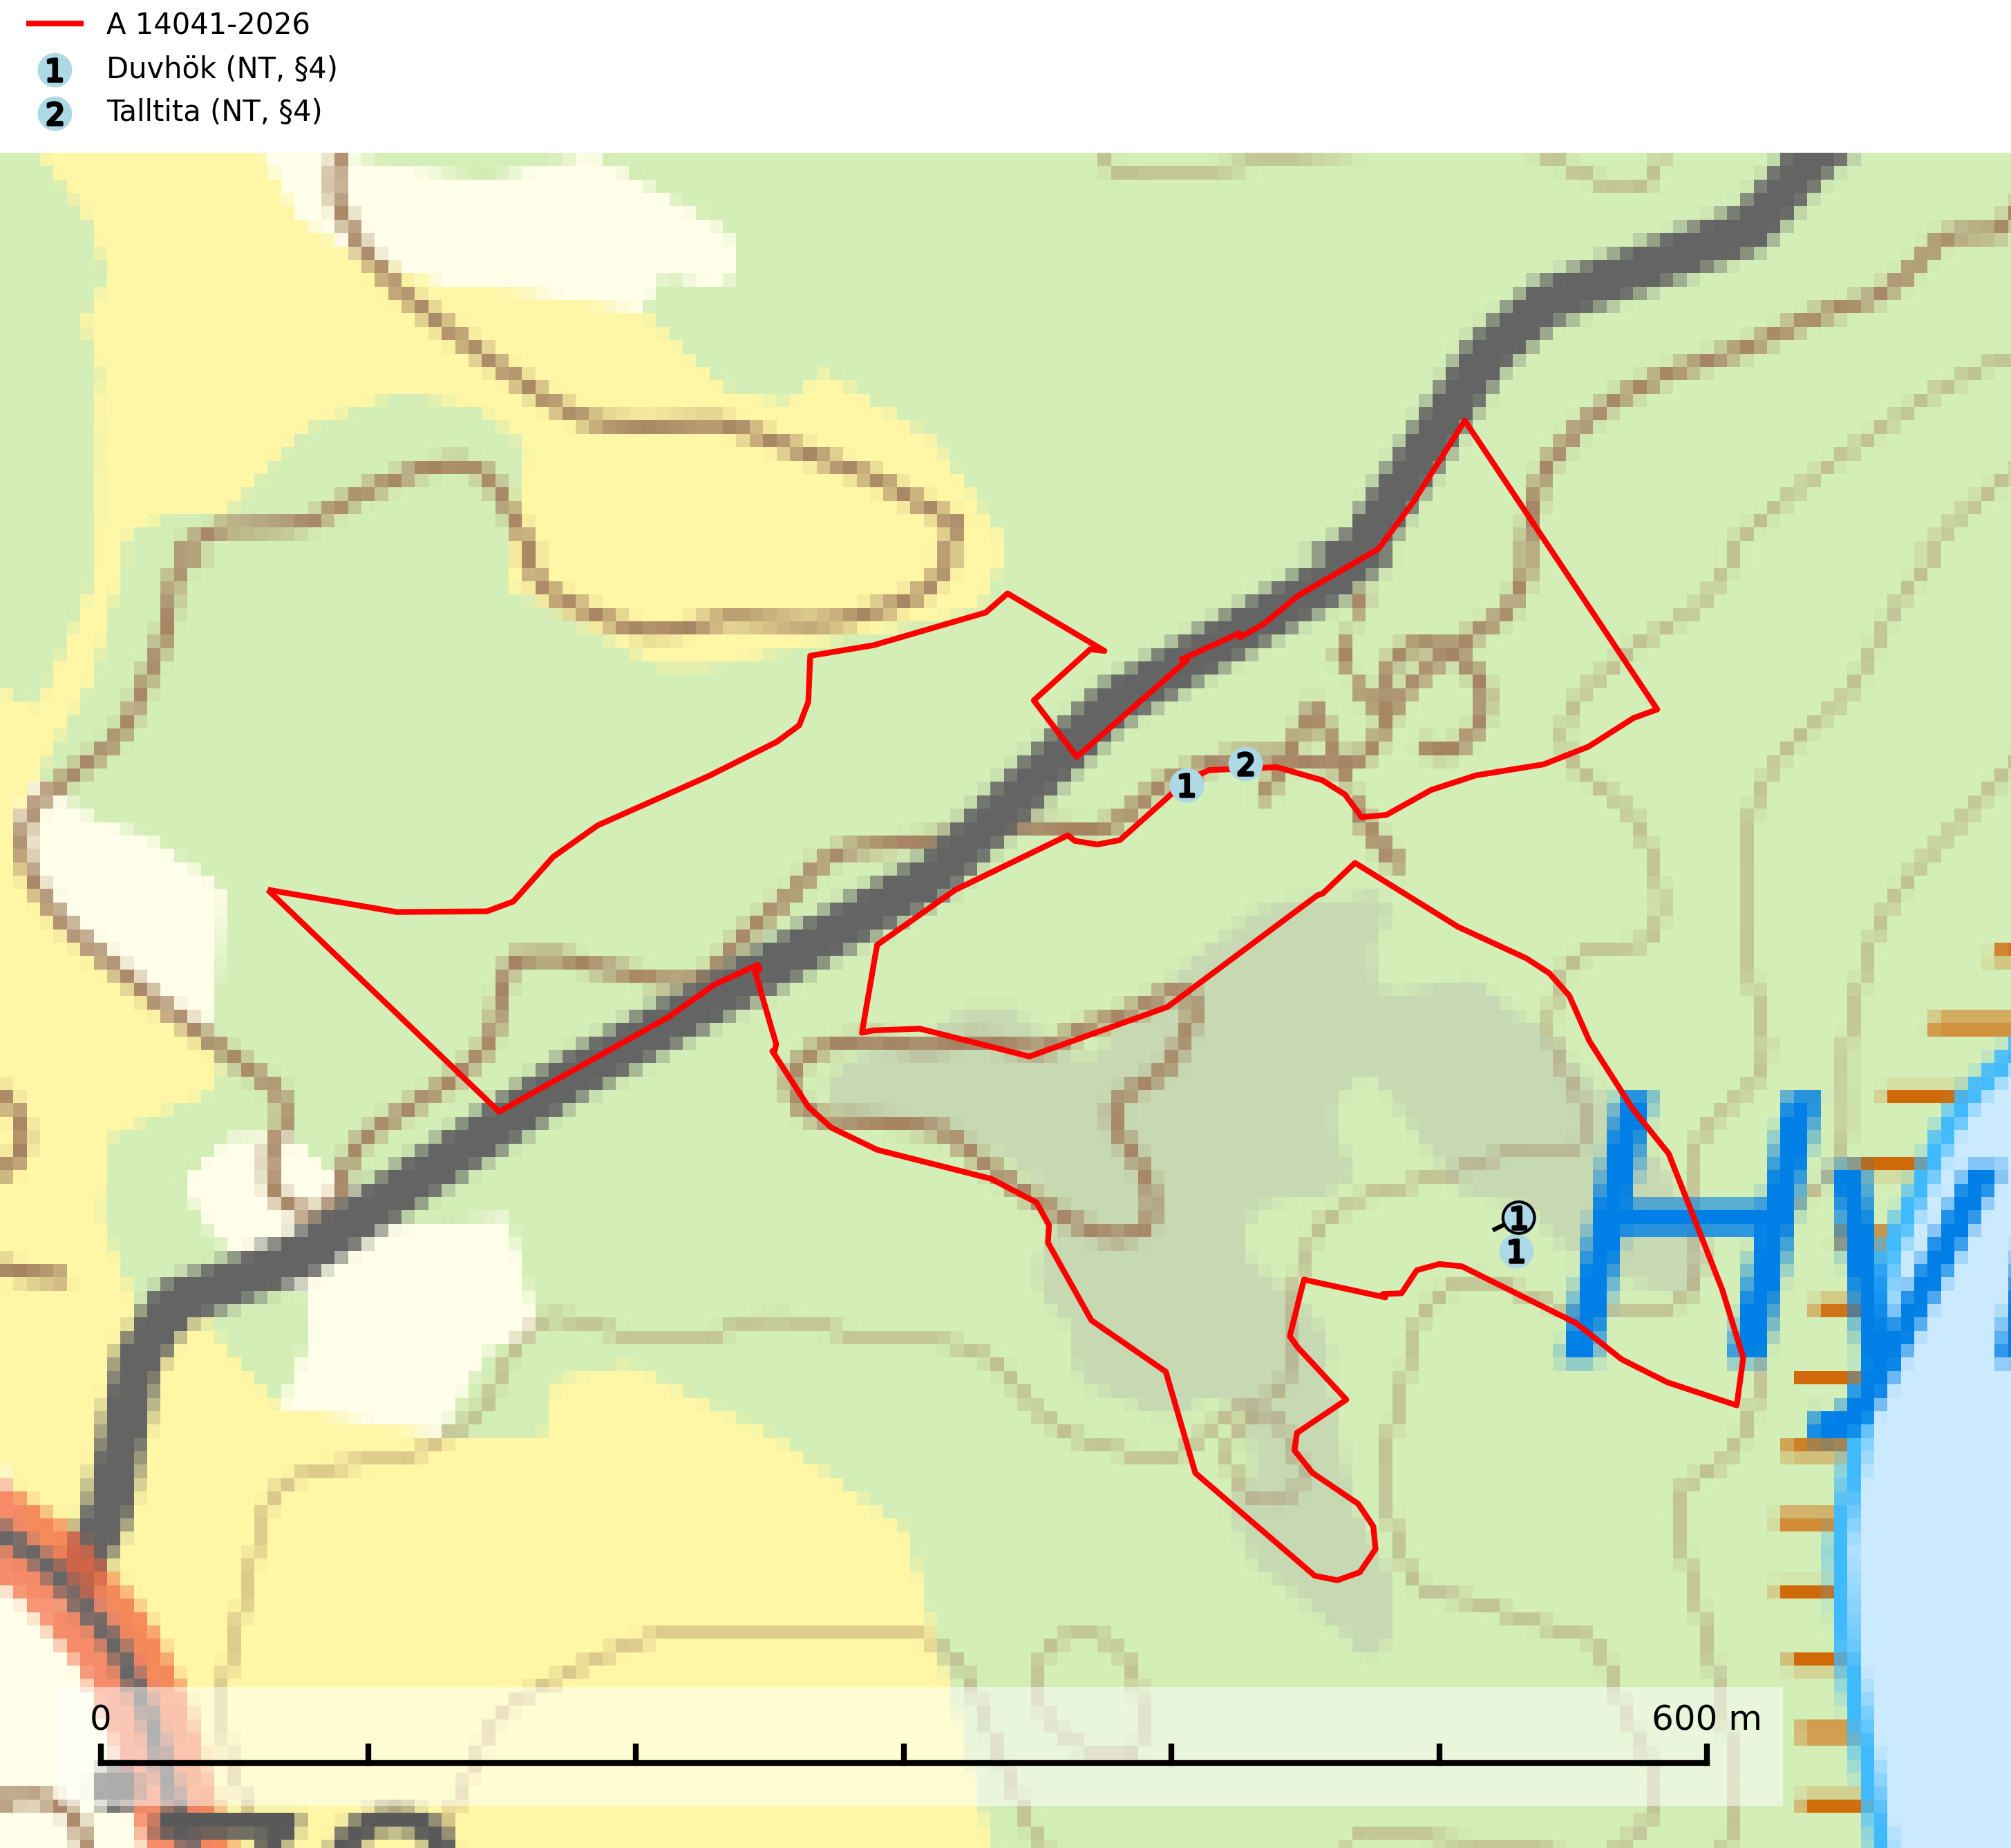 A 14041-2026
1 Duvhök (NT, §4)
2 Talltita (NT, §4)
2
1
1
1
H
0 600 m